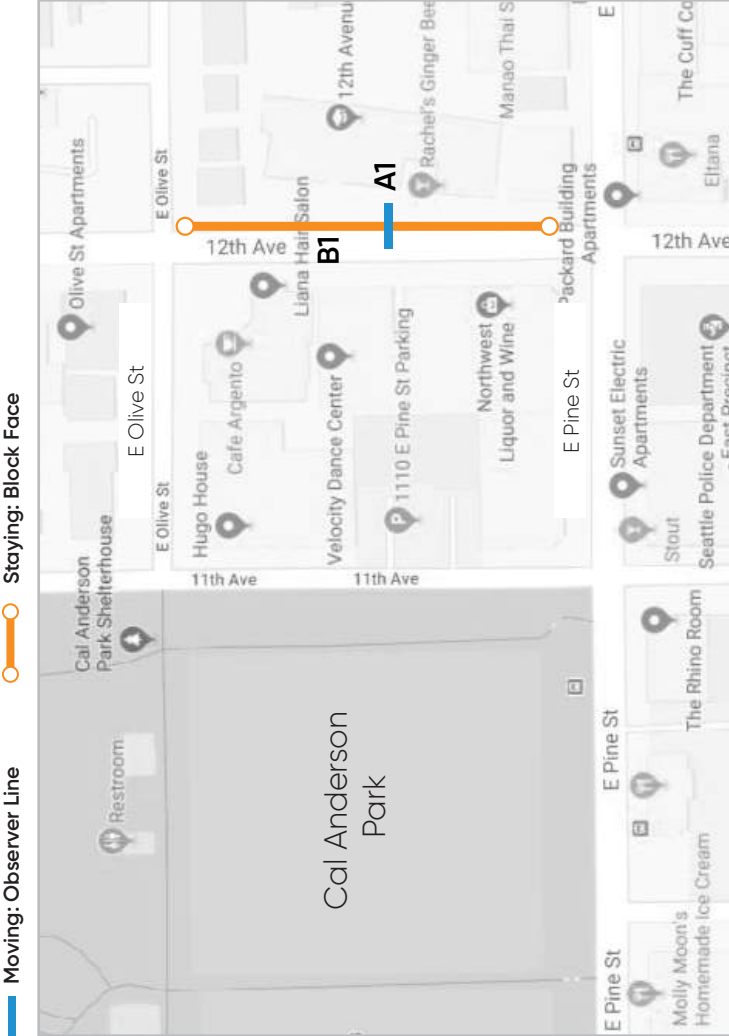 Moving: Observer Line
Staying: Block Face
Restroom
Cal Anderson
Park Shelterhouse
Olive St Apartments
E Olive St
E Olive St
E Olive St
Hugo House
Cafe Argento
Liana Hair Salon
12th Avenu
11th Ave
11th Ave
12th Ave
12th Ave
B1
A1
Cal Anderson
Park
Velocity Dance Center
1110 E Pine St Parking
Rachel's Ginger Bee
Northwest
Liquor and Wine
Manao Thai S
Packard Building
Apartments
E Pine St
E Pine St
E Pine St
E
Sunset Electric
Apartments
Stout
Molly Moon's
Homemade Ice Cream
The Rhino Room
Seattle Police Department
Eltana
The Cuff Co